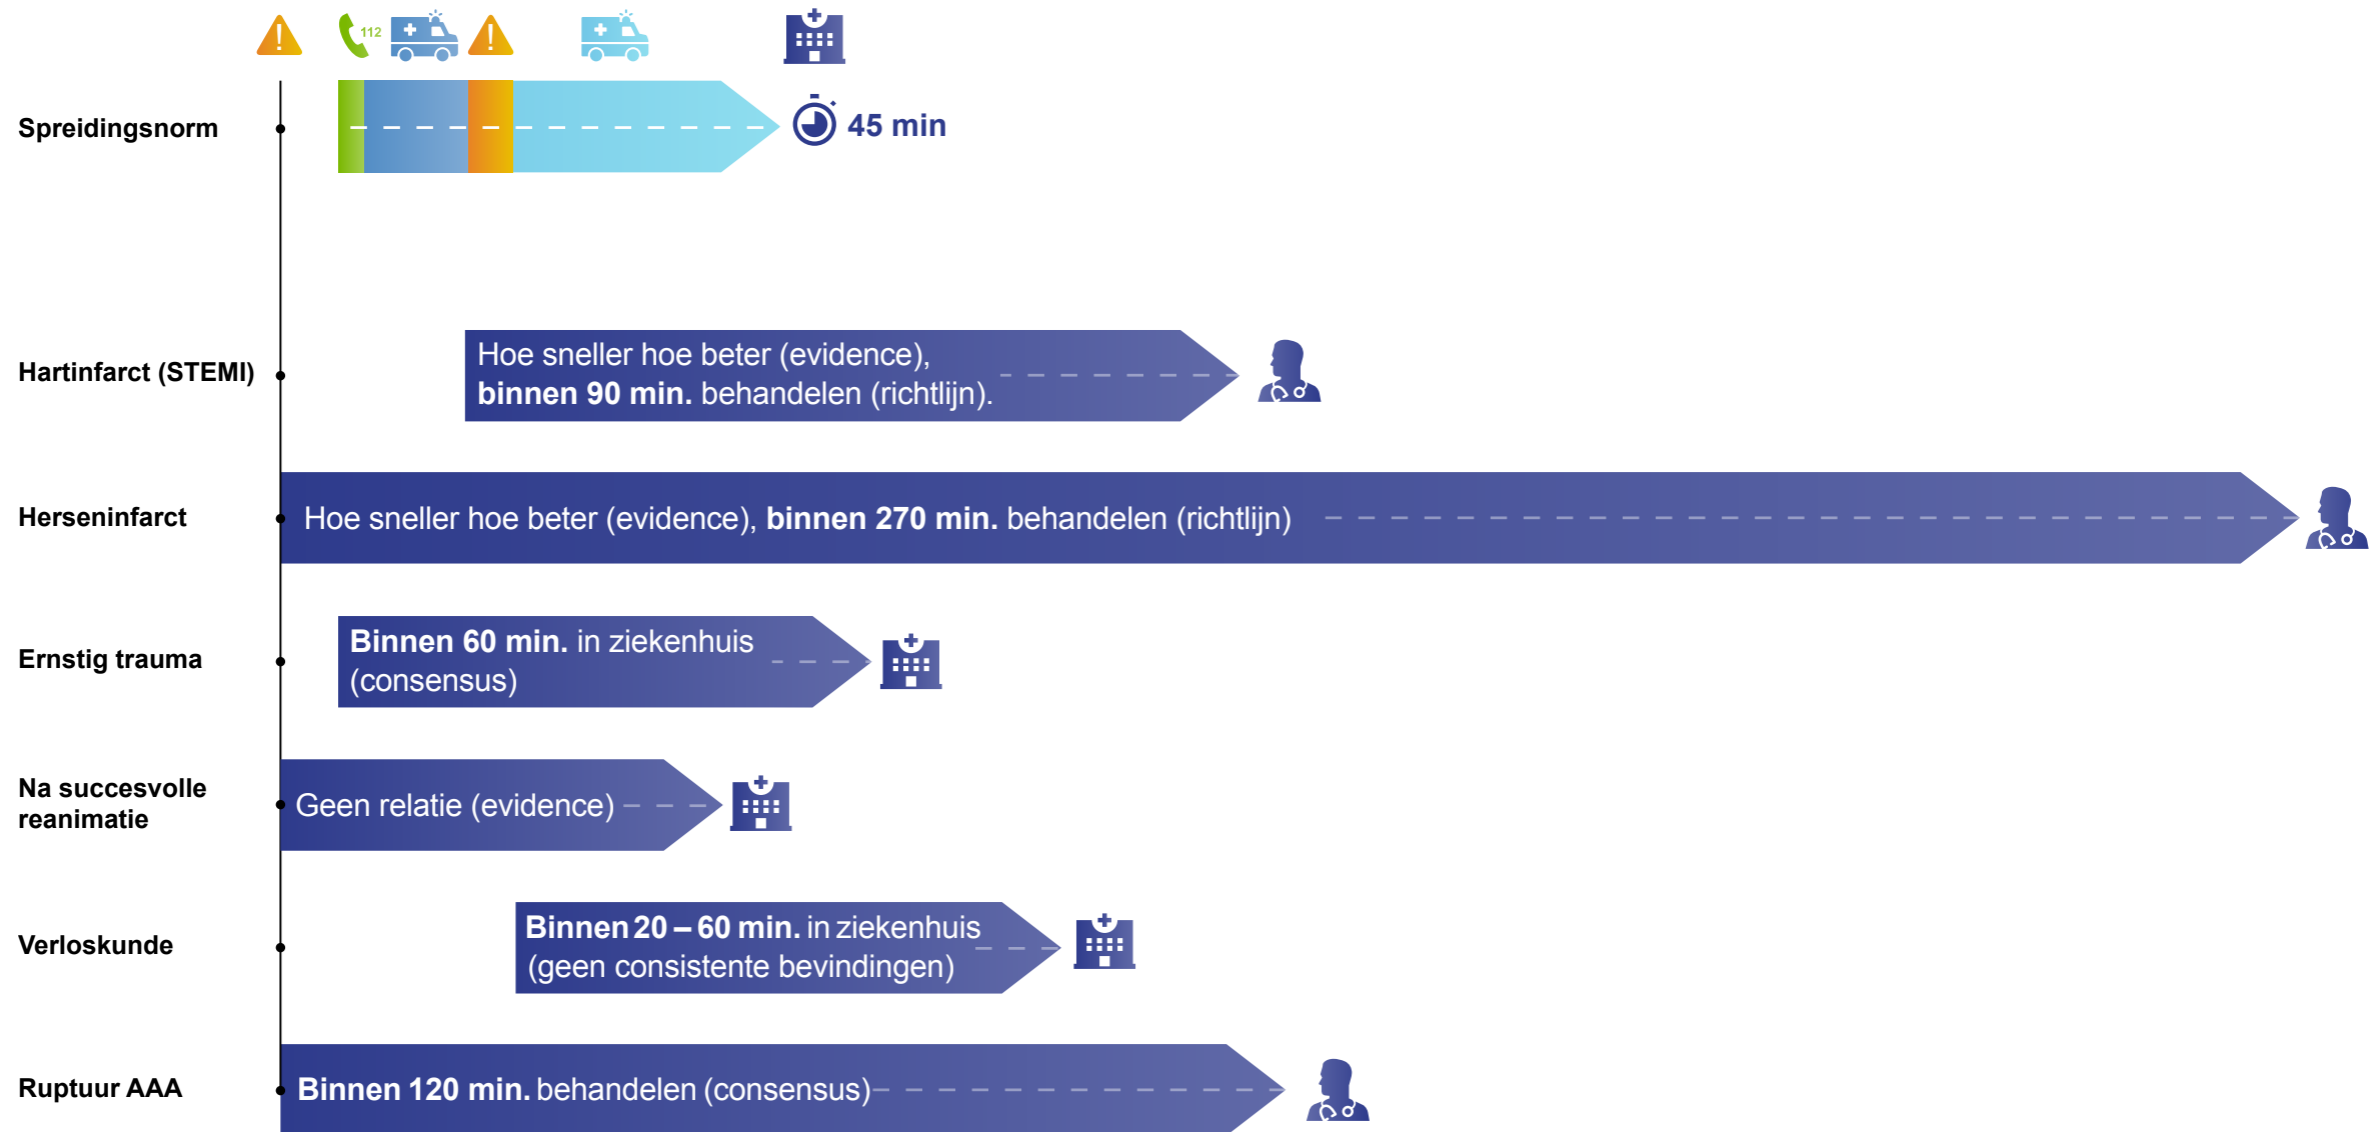 112
Spreidingsnorm
45 min
Hartinfarct (STEMI)
Hoe sneller hoe beter (evidence),
binnen 90 min. behandelen (richtlijn).
Herseninfarct
Hoe sneller hoe beter (evidence), binnen 270 min. behandelen (richtlijn)
Ernstig trauma
Binnen 60 min. in ziekenhuis
(consensus)
Na succesvolle
reanimatie
Geen relatie (evidence)
Verloskunde
Binnen 20 – 60 min. in ziekenhuis
(geen consistente bevindingen)
Ruptuur AAA
Binnen 120 min. behandelen (consensus)